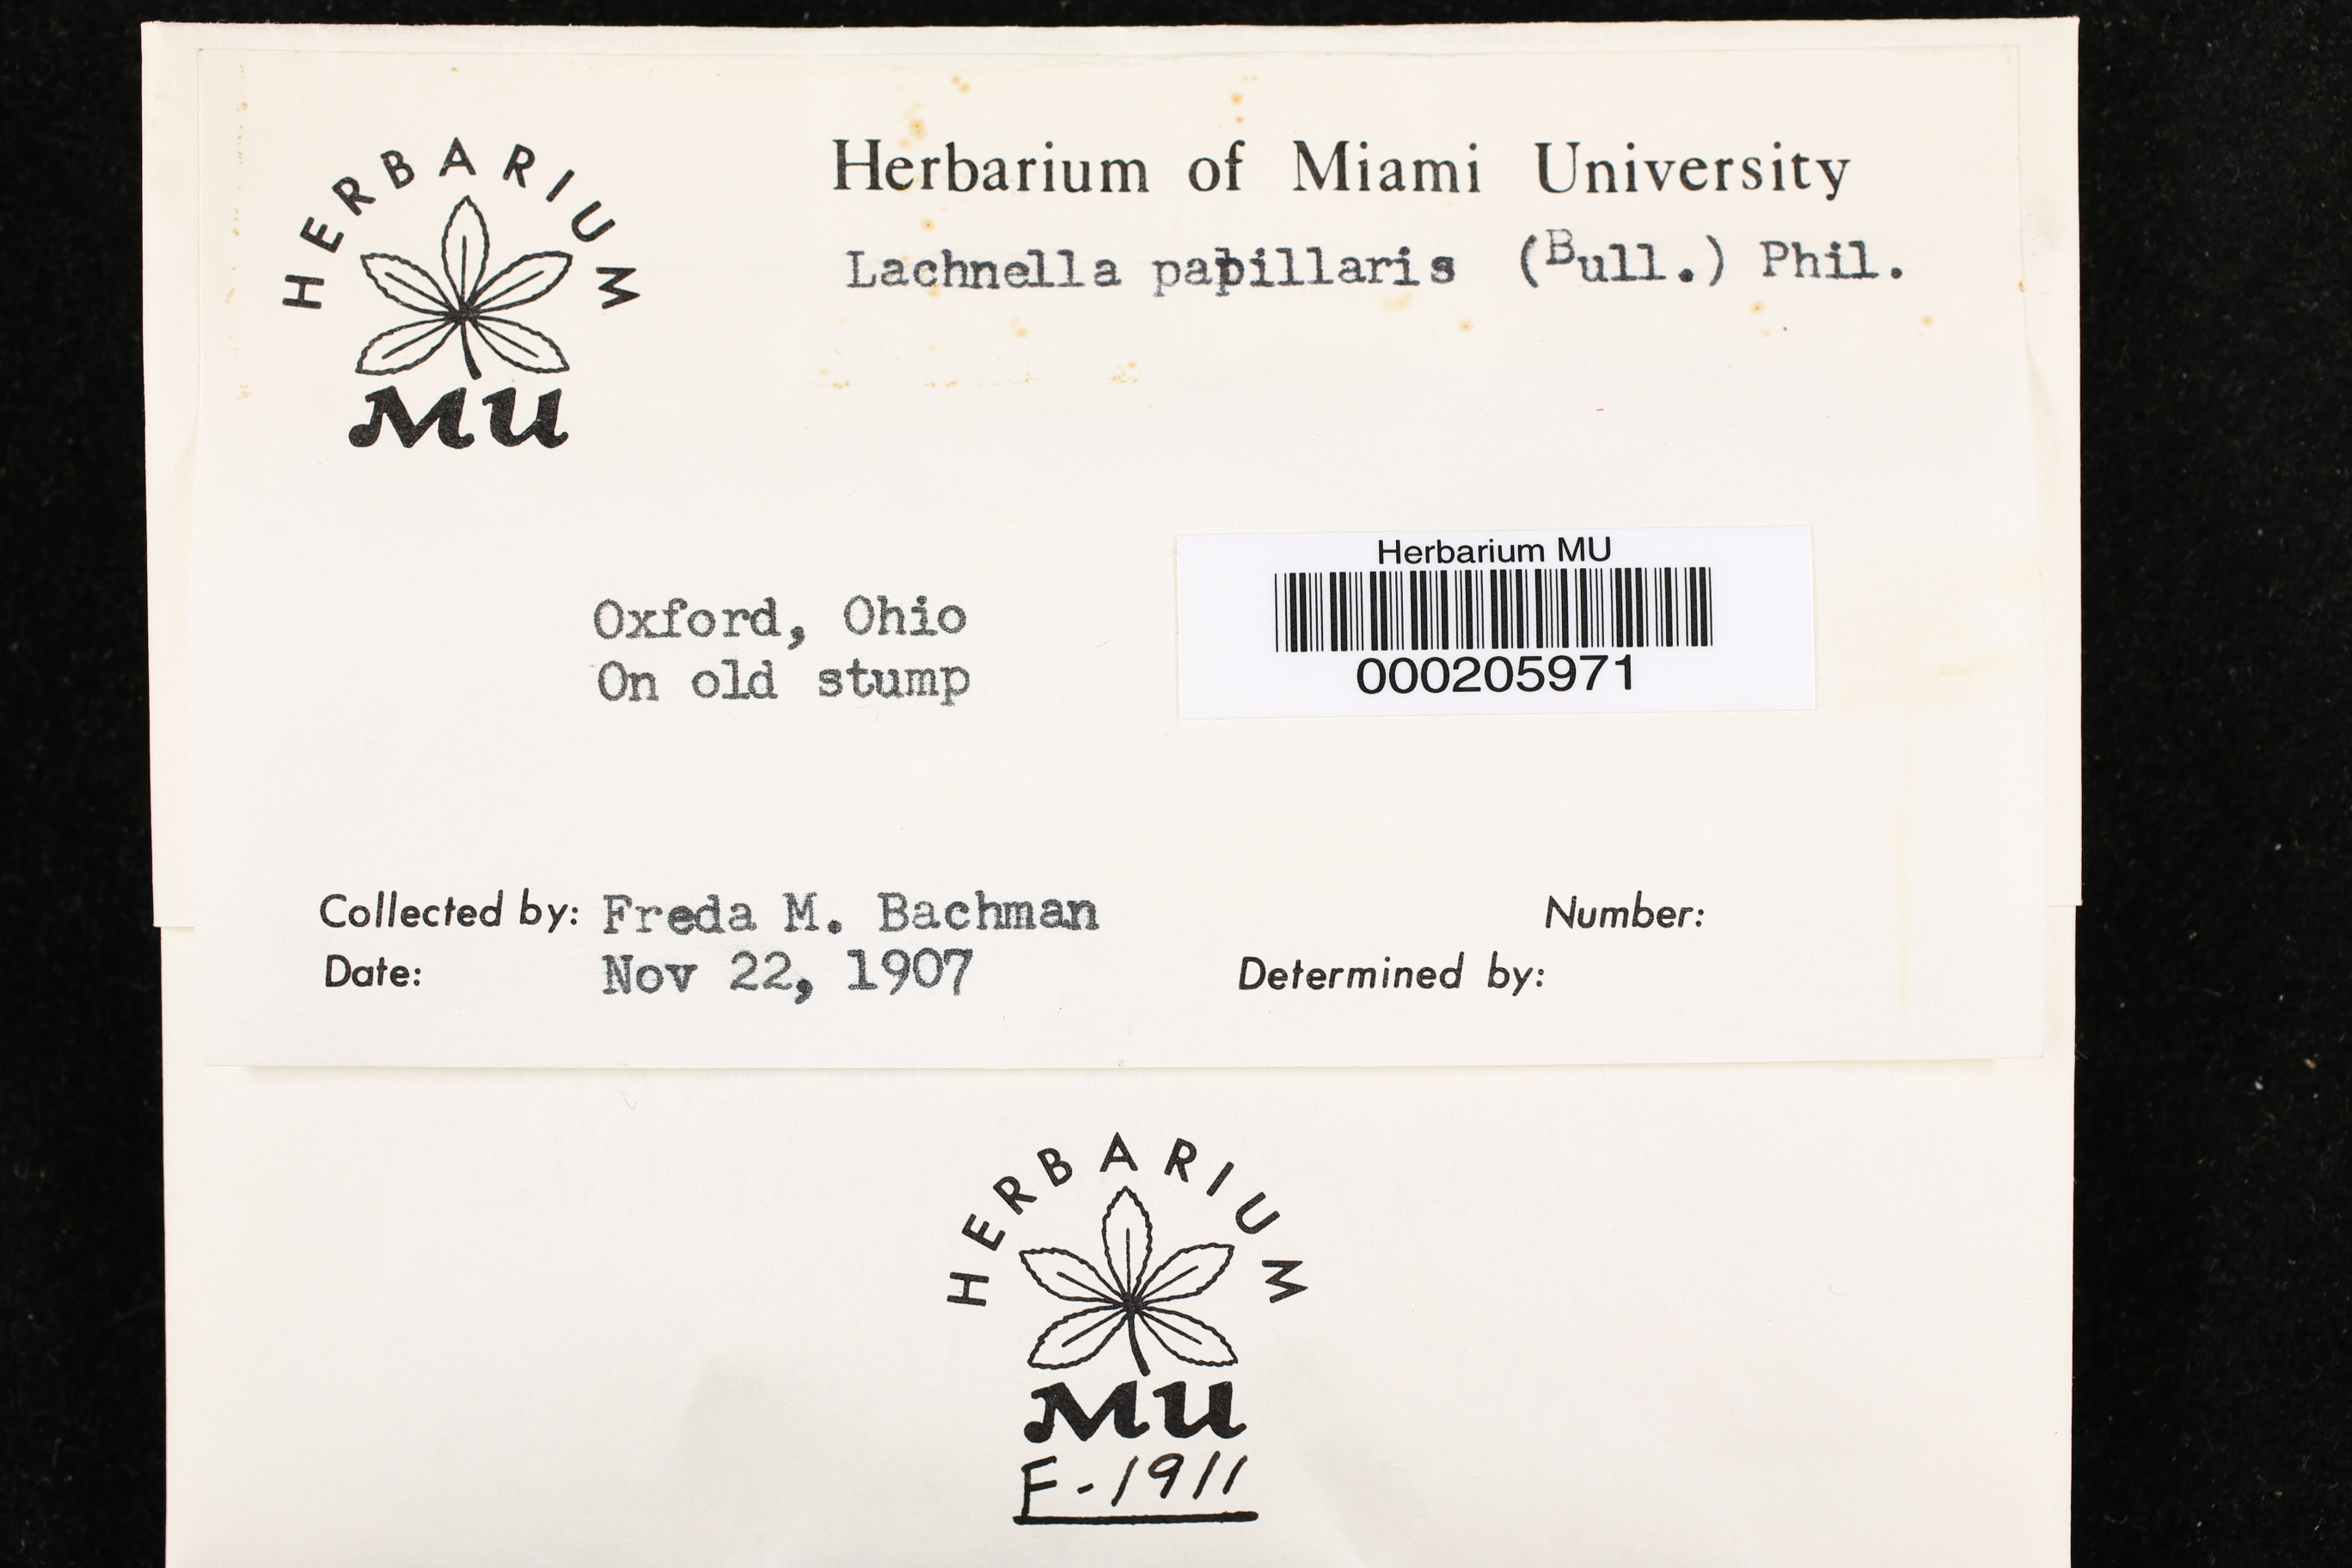 HERBARIUM
MU
Herbarium of Miami University
Lachnella papillaris (Bull.) Phil.
Herbarium MU
000205971
Oxford, Ohio
On old stump
Collected by: Freda M. Bachman
Number:
Date: Nov 22, 1907
Determined by:
HERBARIUM
MU
F-1911